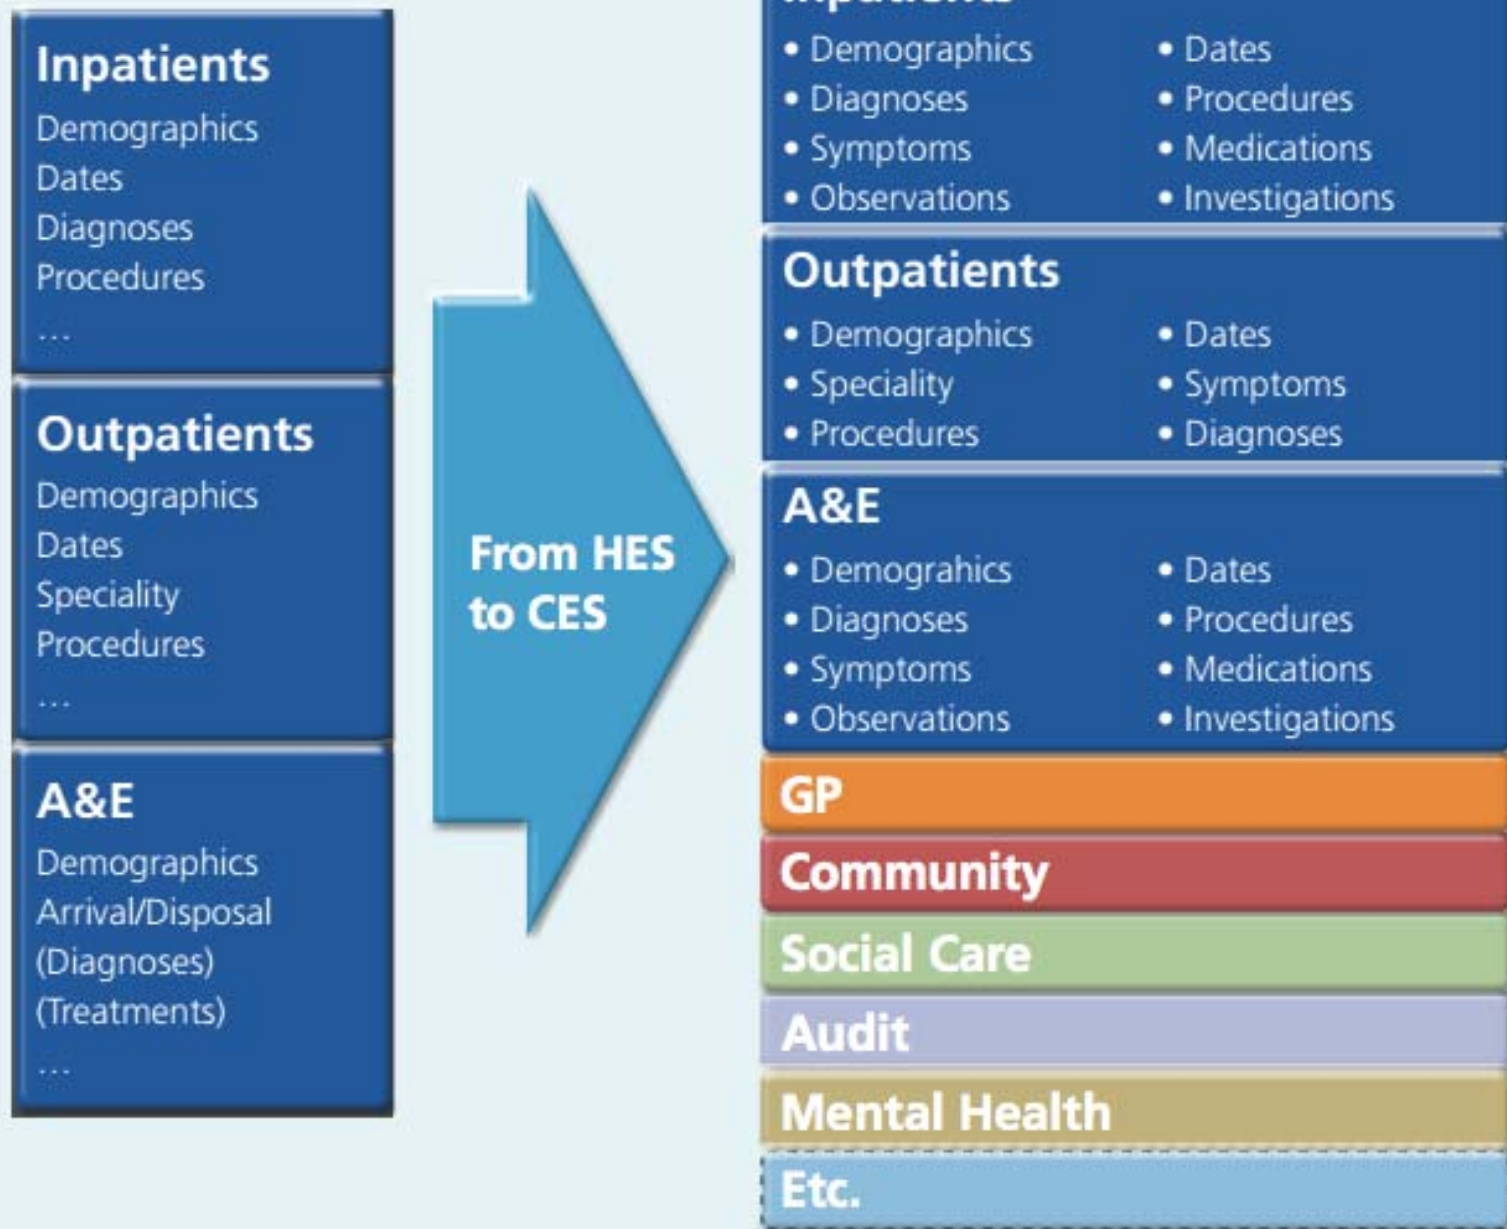 Inpatients
Demographics
Dates
Diagnoses
Procedures
...
Outpatients
Demographics
Dates
Speciality
Procedures
...
A&E
Demographics
Arrival/Disposal
(Diagnoses)
(Treatments)
...
From HES
to CES
Inpatients
• Demographics • Dates
• Diagnoses • Procedures
• Symptoms • Medications
• Observations • Investigations
Outpatients
• Demographics • Dates
• Speciality • Symptoms
• Procedures • Diagnoses
A&E
• Demograhics • Dates
• Diagnoses • Procedures
• Symptoms • Medications
• Observations • Investigations
GP
Community
Social Care
Audit
Mental Health
Etc.